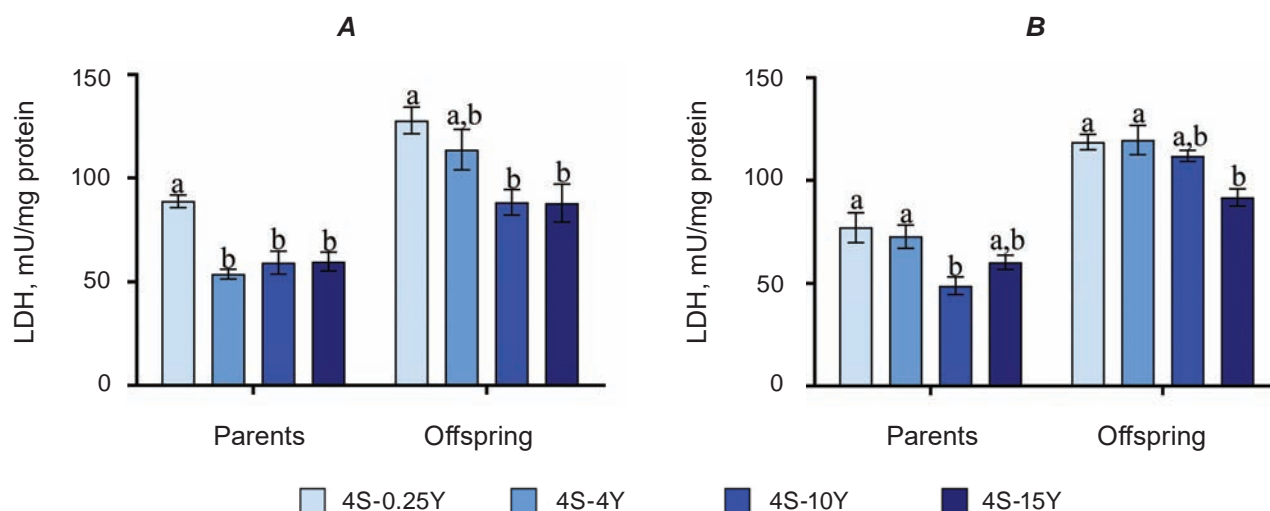 A
LDH, mU/mg protein
150
100
50
0
a
b
b
b
a
a,b
b
b
Parents
Offspring
B
LDH, mU/mg protein
150
100
50
0
a
a
b
a,b
a
a
a,b
b
Parents
Offspring
4S-0.25Y
4S-4Y
4S-10Y
4S-15Y